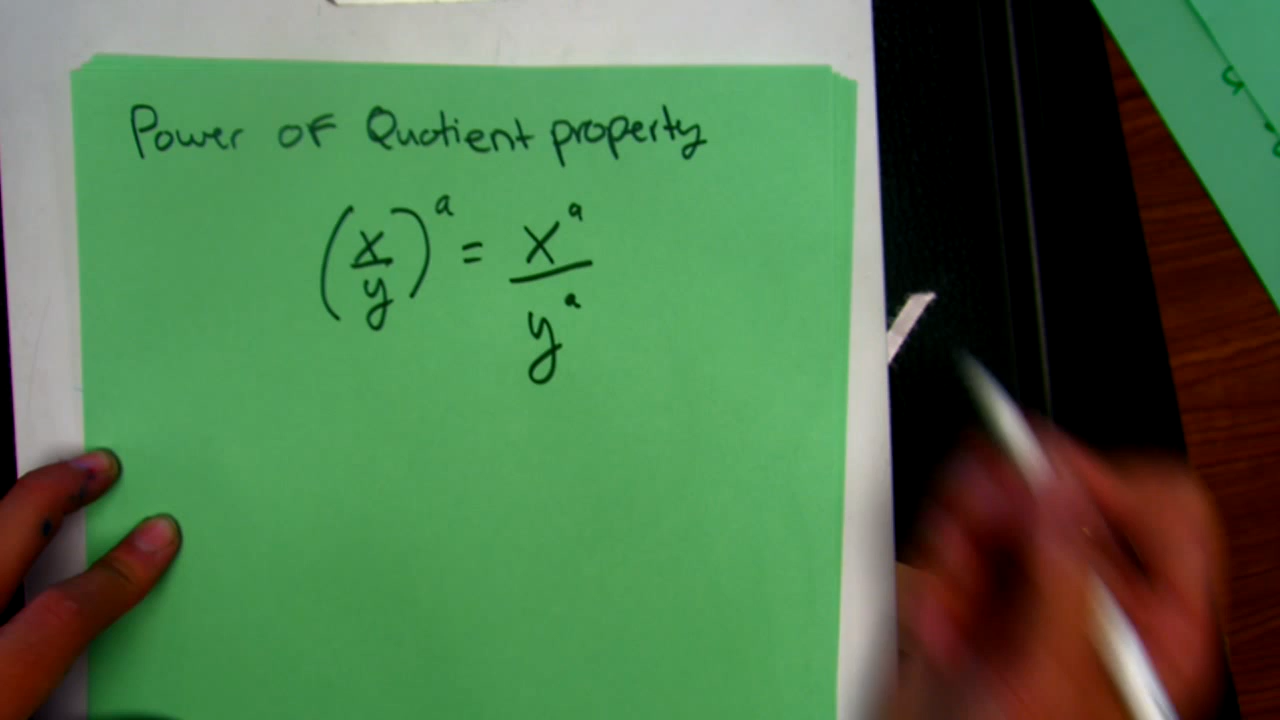 Power of Quotient property
(x/y)^a = x^a/y^a